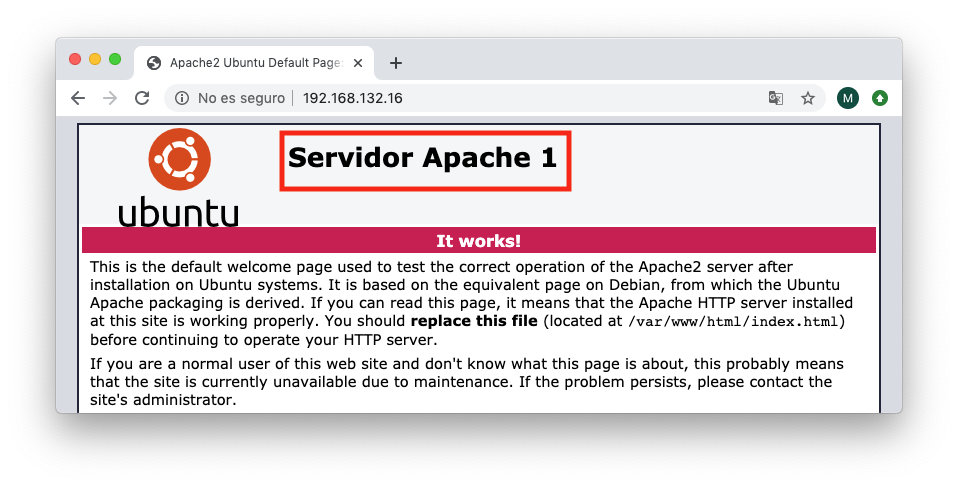 Apache2 Ubuntu Default Page:
No es seguro | 192.168.132.16
M
ubuntu
Servidor Apache 1
It works!
This is the default welcome page used to test the correct operation of the Apache2 server after
installation on Ubuntu systems. It is based on the equivalent page on Debian, from which the Ubuntu
Apache packaging is derived. If you can read this page, it means that the Apache HTTP server installed
at this site is working properly. You should replace this file (located at /var/www/html/index.html)
before continuing to operate your HTTP server.
If you are a normal user of this web site and don't know what this page is about, this probably means
that the site is currently unavailable due to maintenance. If the problem persists, please contact the
site's administrator.